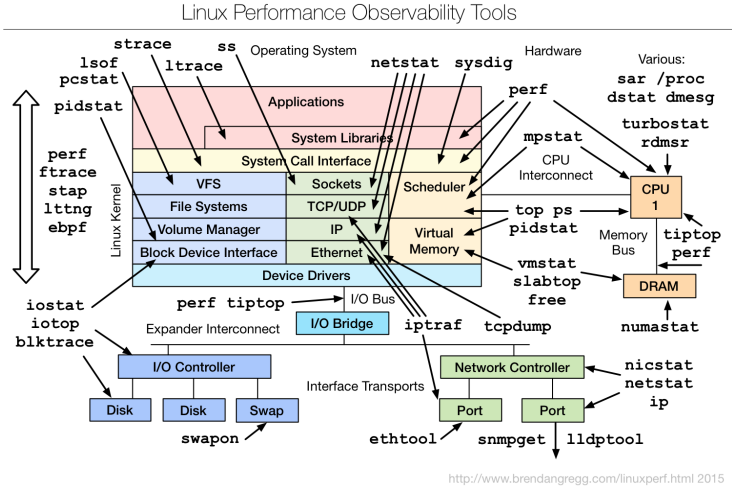 Linux Performance Observability Tools
strace
ss
Operating System
Hardware
Various:
lsof
ltrace
netstat
sysdig
sar /proc
pcstat
dstat dmesg
pidstat
Applications
perf
turbostat
rdmsr
System Libraries
mpstat
perf
ftrace
stap
lttng
ebpf
System Call Interface
CPU
Interconnect
Linux Kernel
VFS
Sockets
Scheduler
CPU
1
File Systems
TCP/UDP
top ps
pidstat
Volume Manager
IP
Virtual
Memory
Memory
Bus
tiptop
perf
Block Device Interface
Ethernet
vmstat
slabtop
free
Device Drivers
DRAM
iostat
iotop
blktrace
perf tiptop
I/O Bus
I/O Bridge
iptraf
tcpdump
numastat
Expander Interconnect
I/O Controller
Interface Transports
Network Controller
nicstat
netstat
ip
Disk
Disk
Swap
Port
Port
swapon
ethtool
snmpget
lldptool
http://www.brendangregg.com/linuxperf.html 2015